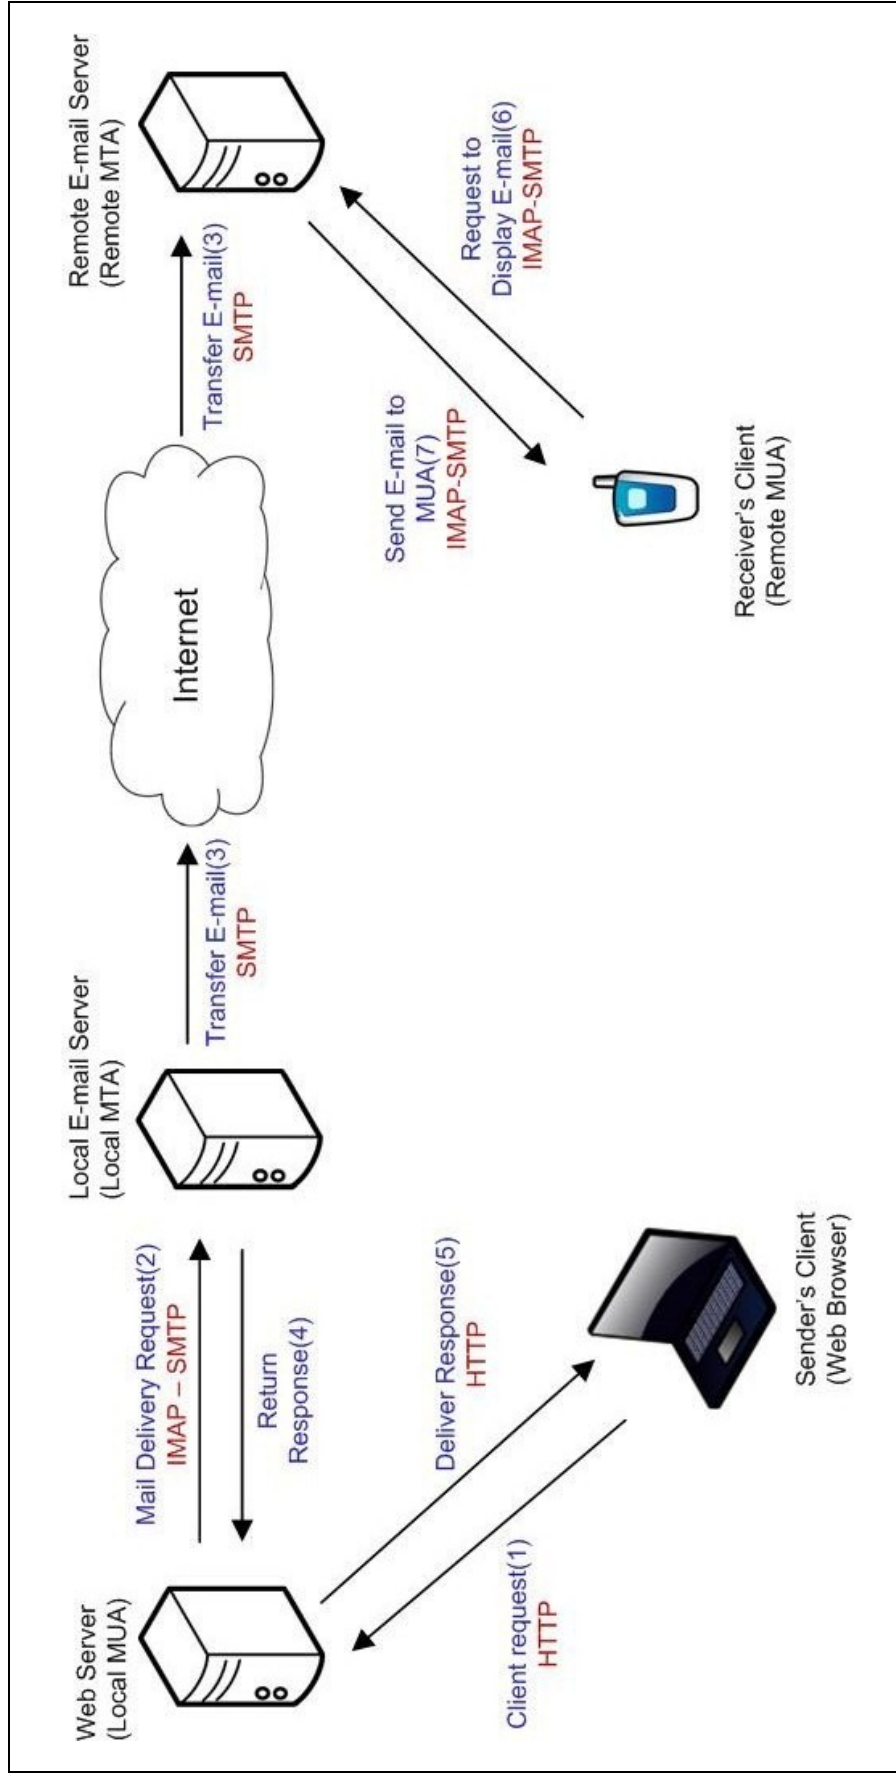 Web Server
(Local MUA)
Mail Delivery Request(2)
IMAP – SMTP
Return
Response(4)
Local E-mail Server
(Local MTA)
Transfer E-mail(3)
SMTP
Internet
Transfer E-mail(3)
SMTP
Remote E-mail Server
(Remote MTA)
Client request(1)
HTTP
Deliver Response(5)
HTTP
Sender's Client
(Web Browser)
Send E-mail to
MUA(7)
IMAP-SMTP
Request to
Display E-mail(6)
IMAP-SMTP
Receiver's Client
(Remote MUA)